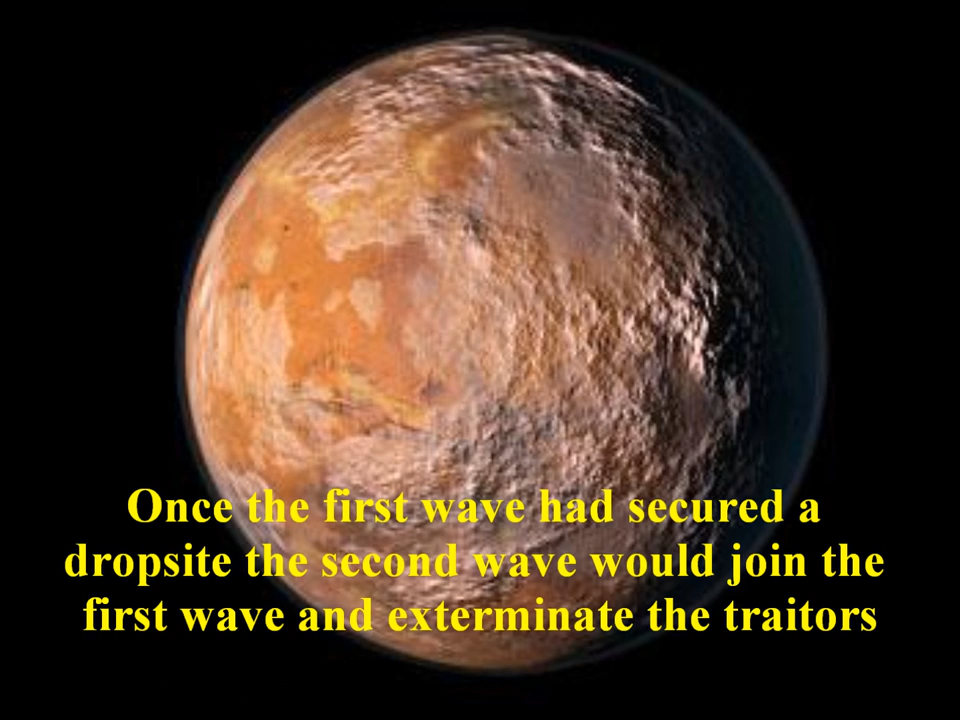 Once the first wave had secured a
dropsite the second wave would join the
first wave and exterminate the traitors